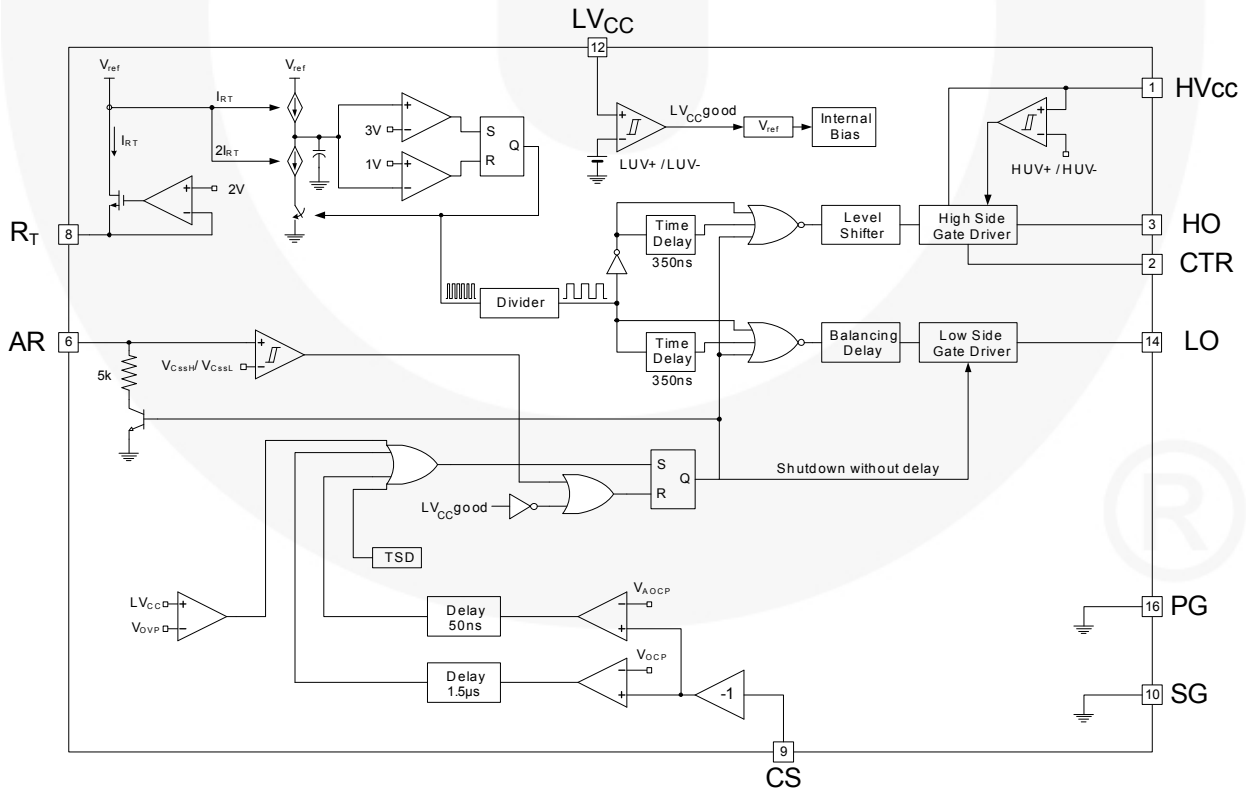 LVCC
12
Vref
Vref
IRT
2IRT
IRT
+
3V
-
1V
+
-
S
R
Q
+
-
LVCCgood
LUV+ / LUV-
Vref
Internal
Bias
+
-
HUV+ / HUV-
1
HVcc
+
-
2V
8
RT
Time
Delay
350ns
Level
Shifter
High Side
Gate Driver
3
HO
2
CTR
Divider
6
AR
5k
+
-
VCssH/ VCssL
Time
Delay
350ns
Balancing
Delay
Low Side
Gate Driver
14
LO
S
R
Q
Shutdown without delay
LVCCgood
TSD
LVCC
+
VOVP
-
Delay
50ns
-
+
VAOCP
Delay
1.5µs
-
+
VOCP
-1
16
PG
10
SG
9
CS
®